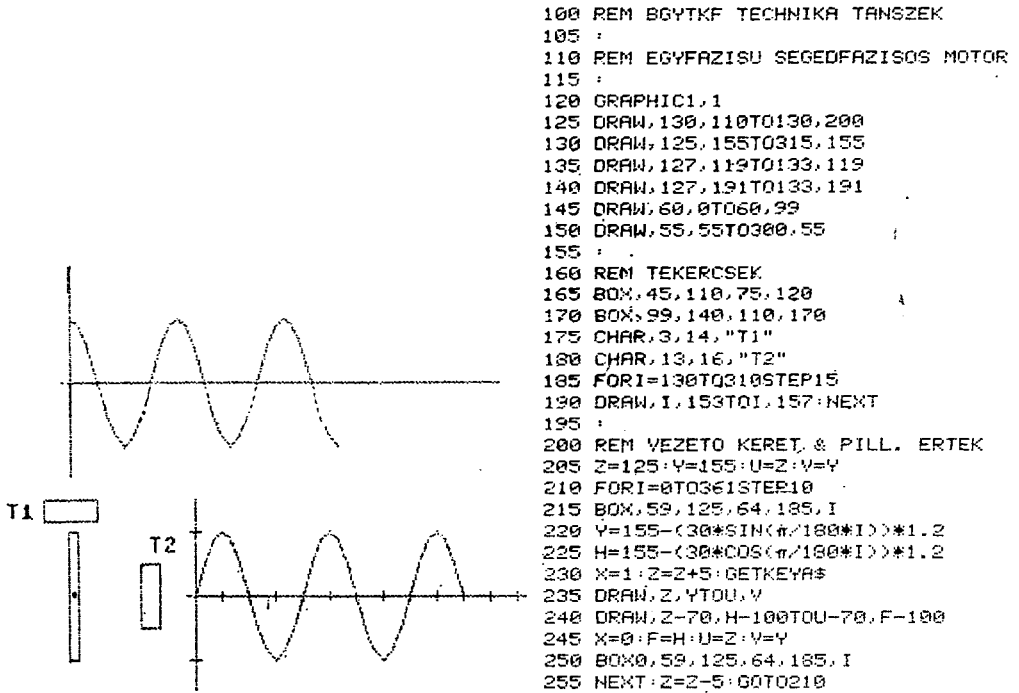 T1
T2
100 REM BGYTKF TECHNIKA TANSZEK
105 :
110 REM EGYFAZISU SEGEDFAZISOS MOTOR
115 :
120 GRAPHIC1,1
125 DRAW,130,110TO130,200
130 DRAW,125,155TO315,155
135 DRAW,127,119TO133,119
140 DRAW,127,191TO133,191
145 DRAW,60,0TO60,99
150 DRAW,55,55TO300,55
155 :
160 REM TEKERCSEK
165 BOX,45,110,75,120
170 BOX,99,140,110,170
175 CHAR,3,14,"T1"
180 CHAR,13,16,"T2"
185 FORI=130TO310STEP15
190 DRAW,I,153TOI,157:NEXT
195 :
200 REM VEZETO KERET & PILL. ERTEK
205 Z=125:Y=155:U=Z:V=Y
210 FORI=0TO361STEP10
215 BOX,59,125,64,185,I
220 Y=155-(30*SIN(π/180*I))*1.2
225 H=155-(30*COS(π/180*I))*1.2
230 X=1:Z=Z+5:GETKEYA$
235 DRAW,Z,YTOU,V
240 DRAW,Z-70,H-100TOU-70,F-100
245 X=0:F=H:U=Z:V=Y
250 BOX0,59,125,64,185,I
255 NEXT:Z=Z-5:GOTO210